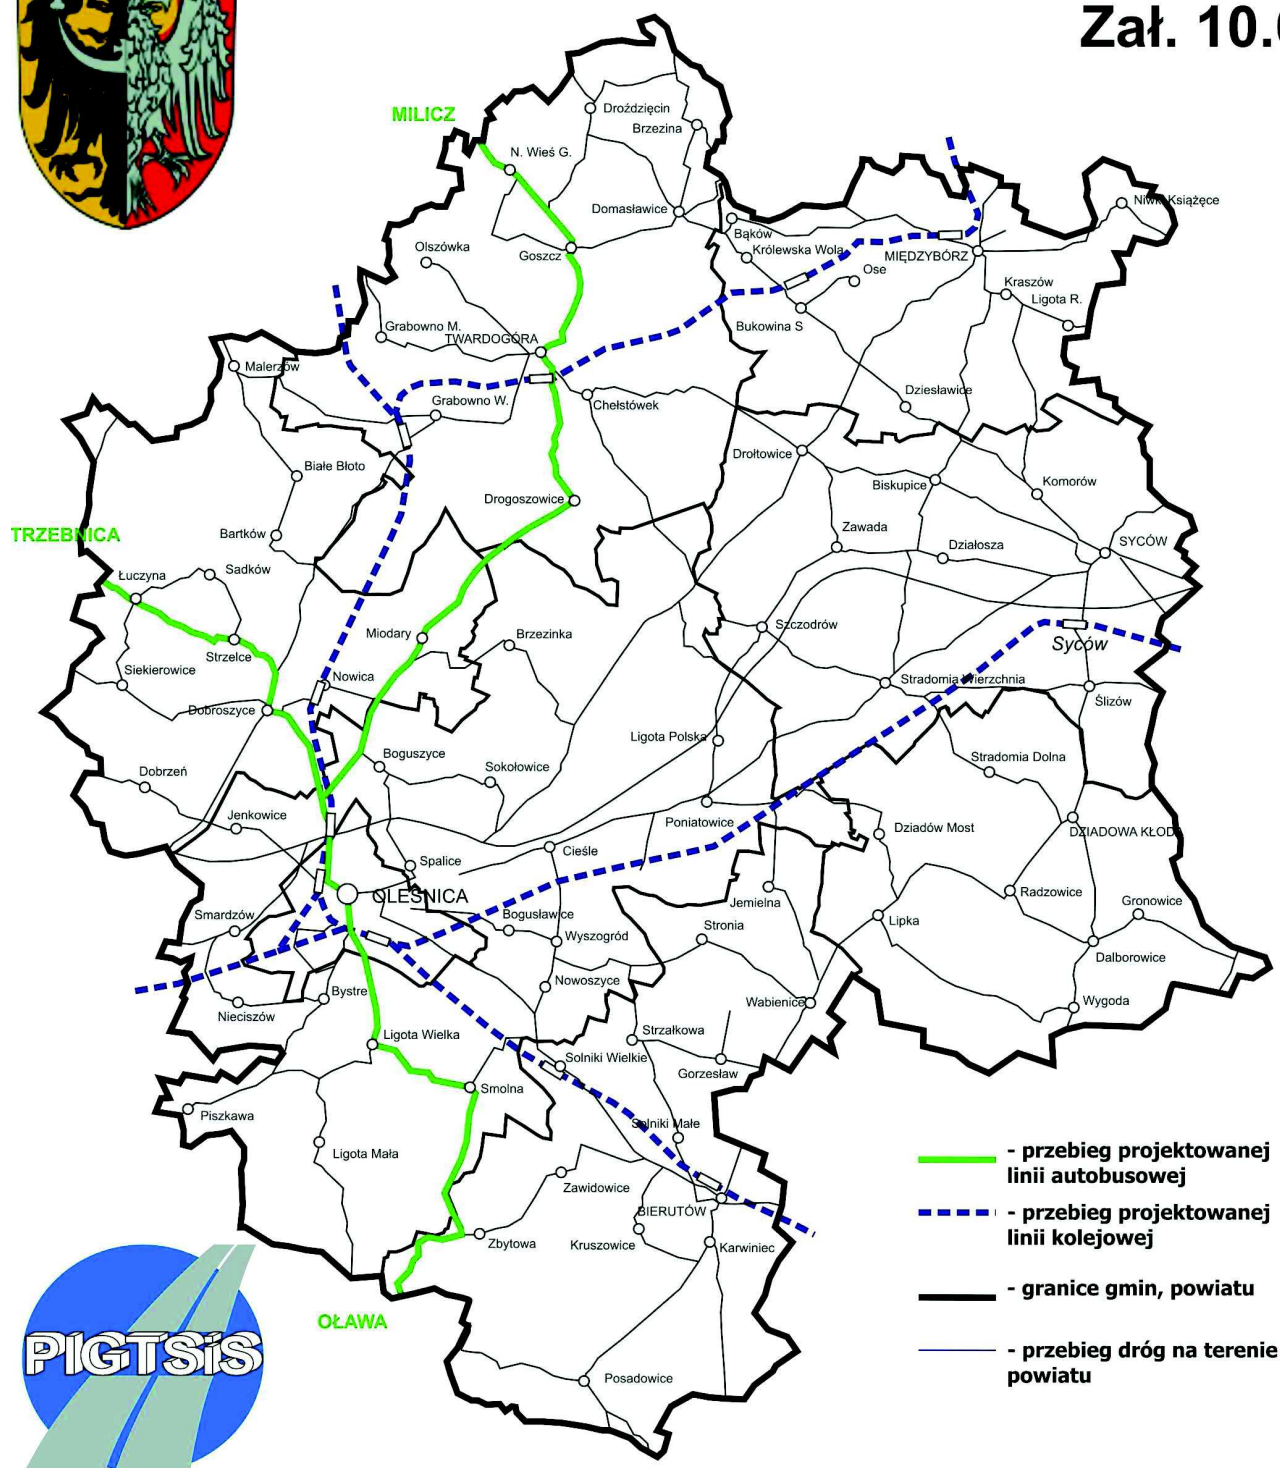 Zał. 10.
MILICZ
Droździęcin
Brzezina
N. Wieś G.
Domasławice
Niwki Książęce
Bąków
Olszówka
Goszcz
Królewska Wola
MIĘDZYBÓRZ
Ose
Kraszów
Ligota R.
Grabowno M.
TWARDOGÓRA
Bukowina S
Malerzów
Grabowno W.
Chełstówek
Dziesławice
Białe Błoto
Drołtowice
Biskupice
Komorów
Drogoszowice
TRZEBNICA
Bartków
Zawada
Działosza
SYCÓW
Łuczyna
Sadków
Miodary
Brzezinka
Szczodrów
Strzelce
Syców
Siekierowice
Nowica
Stradomia Wierzchnia
Ślizów
Dobroszyce
Ligota Polska
Boguszyce
Sokołowice
Stradomia Dolna
Dobrzeń
Jenkowice
Poniatowice
Dziadów Most
DZIADOWA KŁODA
Spalice
Cieśle
OLEŚNICA
Jemielna
Radzowice
Gronowice
Smardzów
Bogusławice
Wyszogród
Stronia
Lipka
Dalborowice
Bystre
Nowoszyce
Wabienice
Wygoda
Nieciszów
Ligota Wielka
Strzałkowa
Solniki Wielkie
Gorzesław
Smolna
Piszkawa
Solniki Małe
Ligota Mała
Zawidowice
BIERUTÓW
Zbytowa
Kruszowice
Karwiniec
OŁAWA
Posadowice
- przebieg projektowanej
linii autobusowej
- przebieg projektowanej
linii kolejowej
- granice gmin, powiatu
- przebieg dróg na terenie
powiatu
PIGTSiS